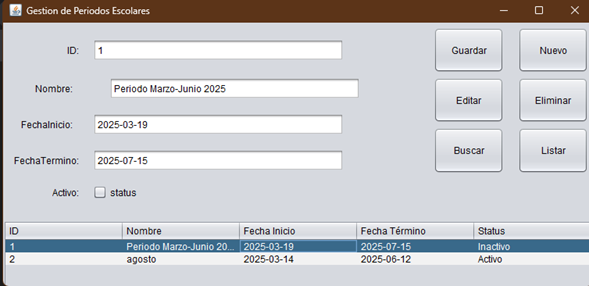 Gestion de Periodos Escolares
ID: 1 Guardar Nuevo
Nombre: Periodo Marzo-Junio 2025
Editar Eliminar
FechaInicio: 2025-03-19
FechaTermino: 2025-07-15 Buscar Listar
Activo: status
ID Nombre Fecha Inicio Fecha Término Status
1 Periodo Marzo-Junio 20... 2025-03-19 2025-07-15 Inactivo
2 agosto 2025-03-14 2025-06-12 Activo